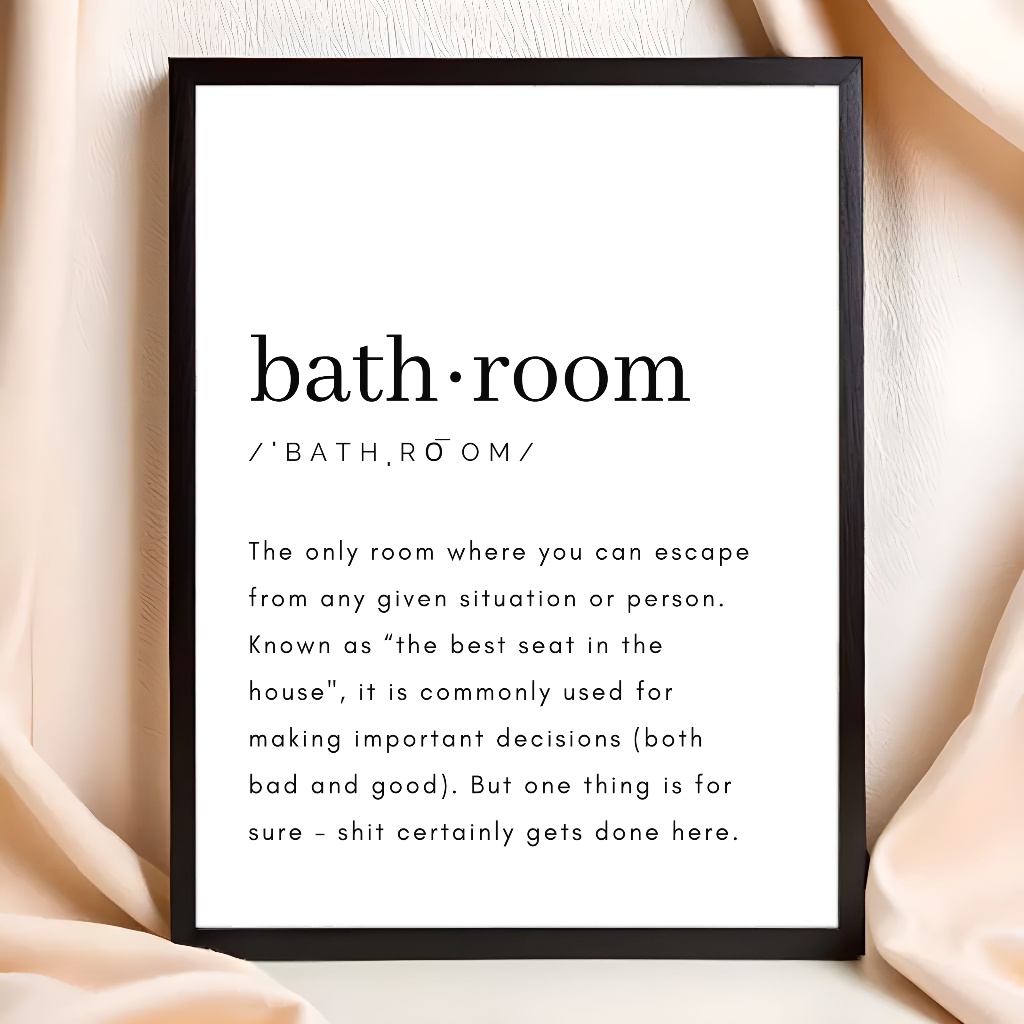 bath·room
/ˈBATH,RŌ͞OM/
The only room where you can escape
from any given situation or person.
Known as “the best seat in the
house", it is commonly used for
making important decisions (both
bad and good). But one thing is for
sure – shit certainly gets done here.